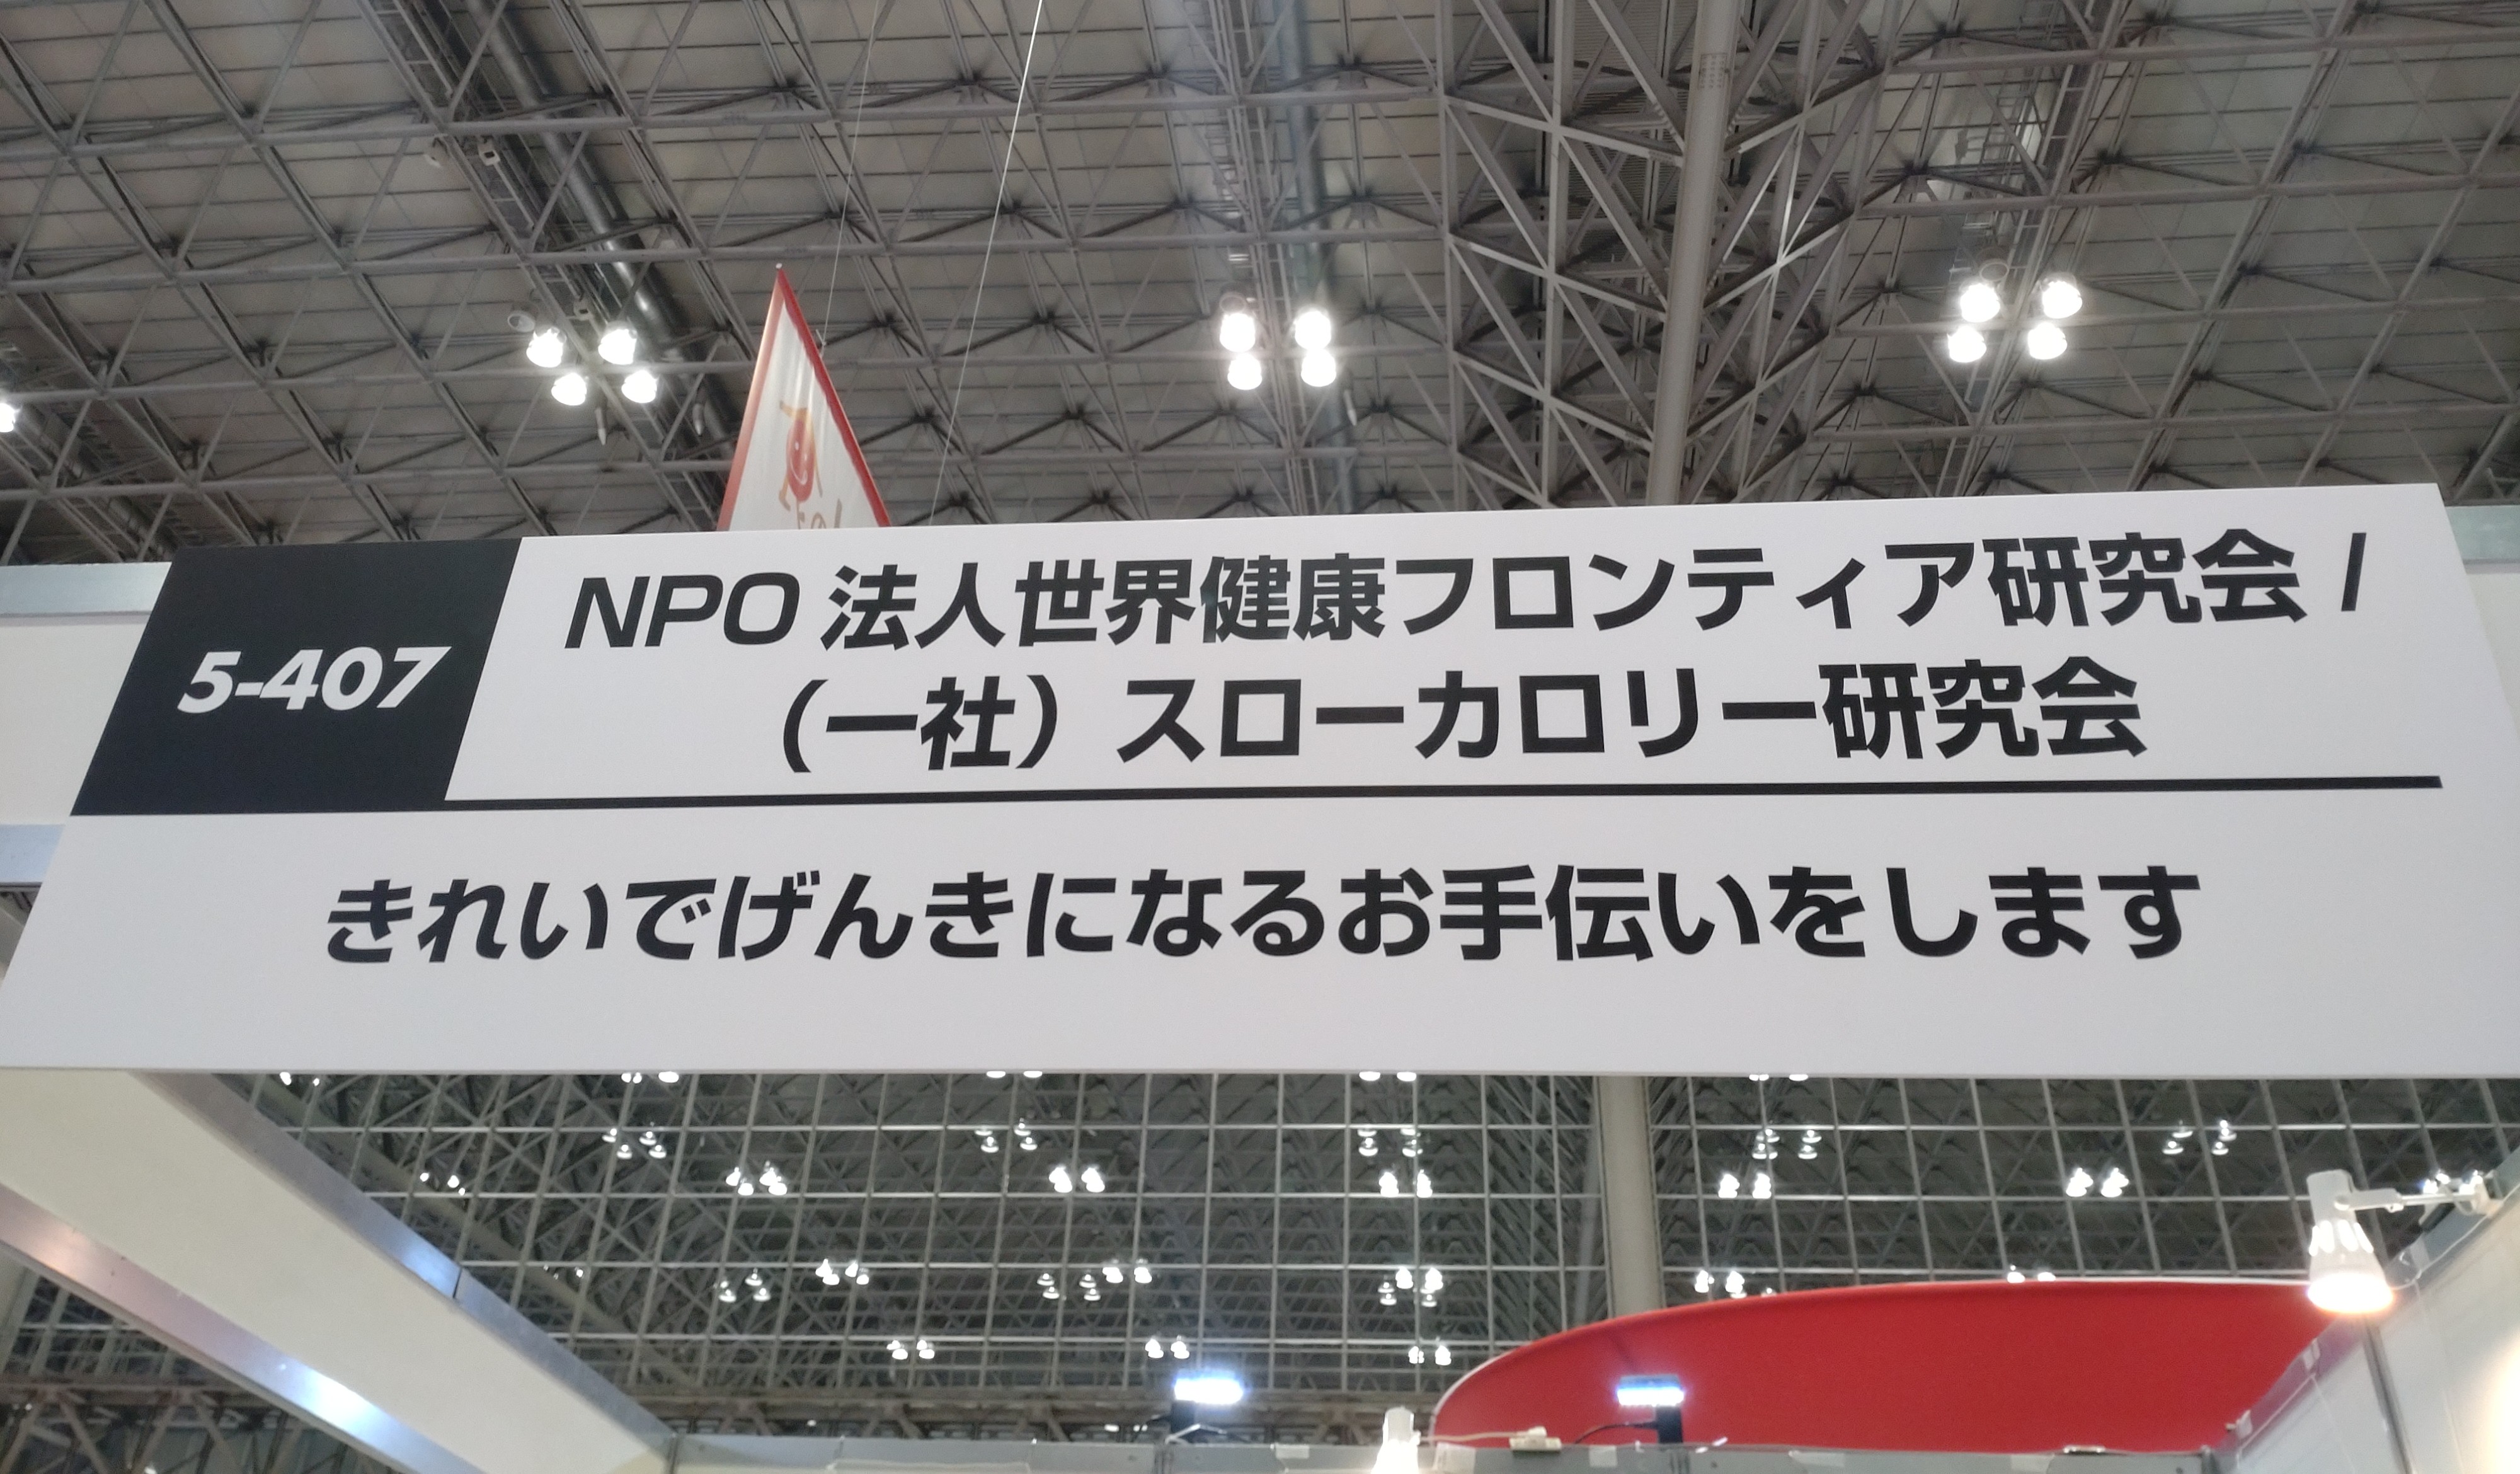 5-407
NPO 法人世界健康フロンティア研究会 /
（一社）スローカロリー研究会
きれいでげんきになるお手伝いをします